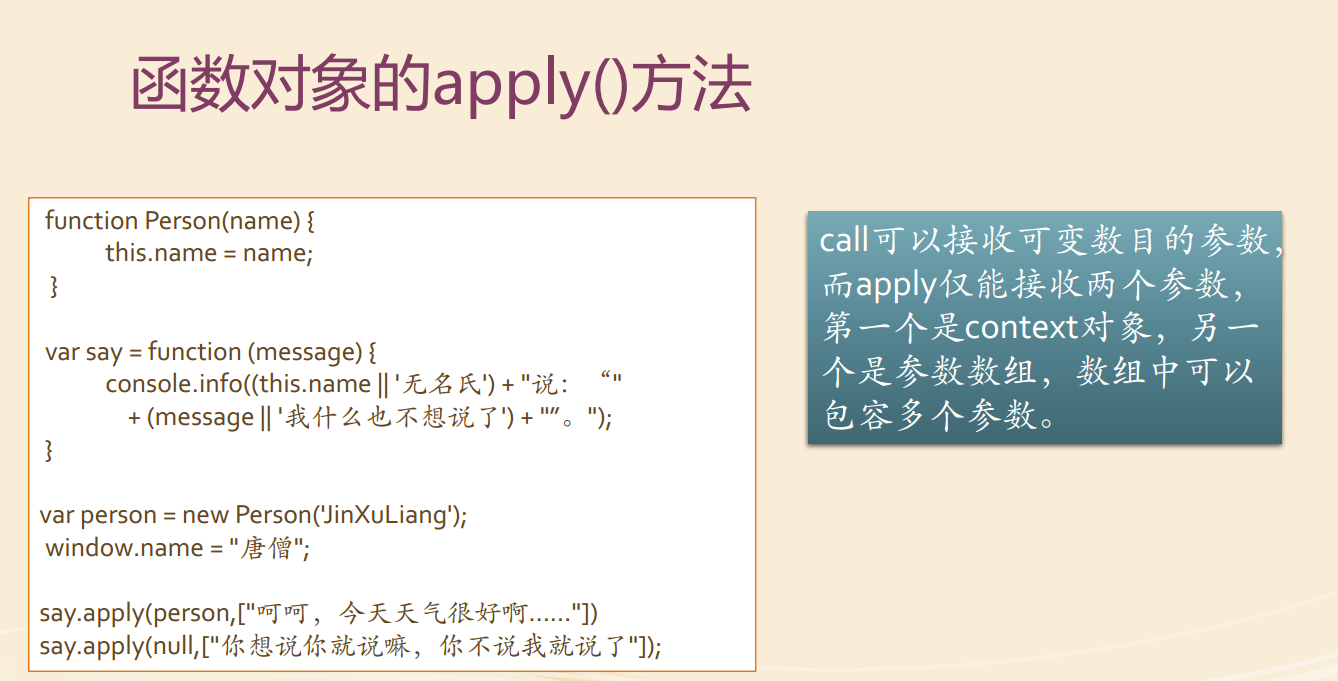 函数对象的apply()方法
function Person(name) {
this.name = name;
}
var say = function (message) {
console.info((this.name || '无名氏') + "说： “"
+ (message || '我什么也不想说了') + "”。");
}
var person = new Person('JinXuLiang');
window.name = "唐僧";
say.apply(person,["呵呵，今天天气很好啊……"])
say.apply(null,["你想说你就说嘛，你不说我就说了"]);
call可以接收可变数目的参数，
而apply仅能接收两个参数，
第一个是context对象，另一
个是参数数组，数组中可以
包容多个参数。